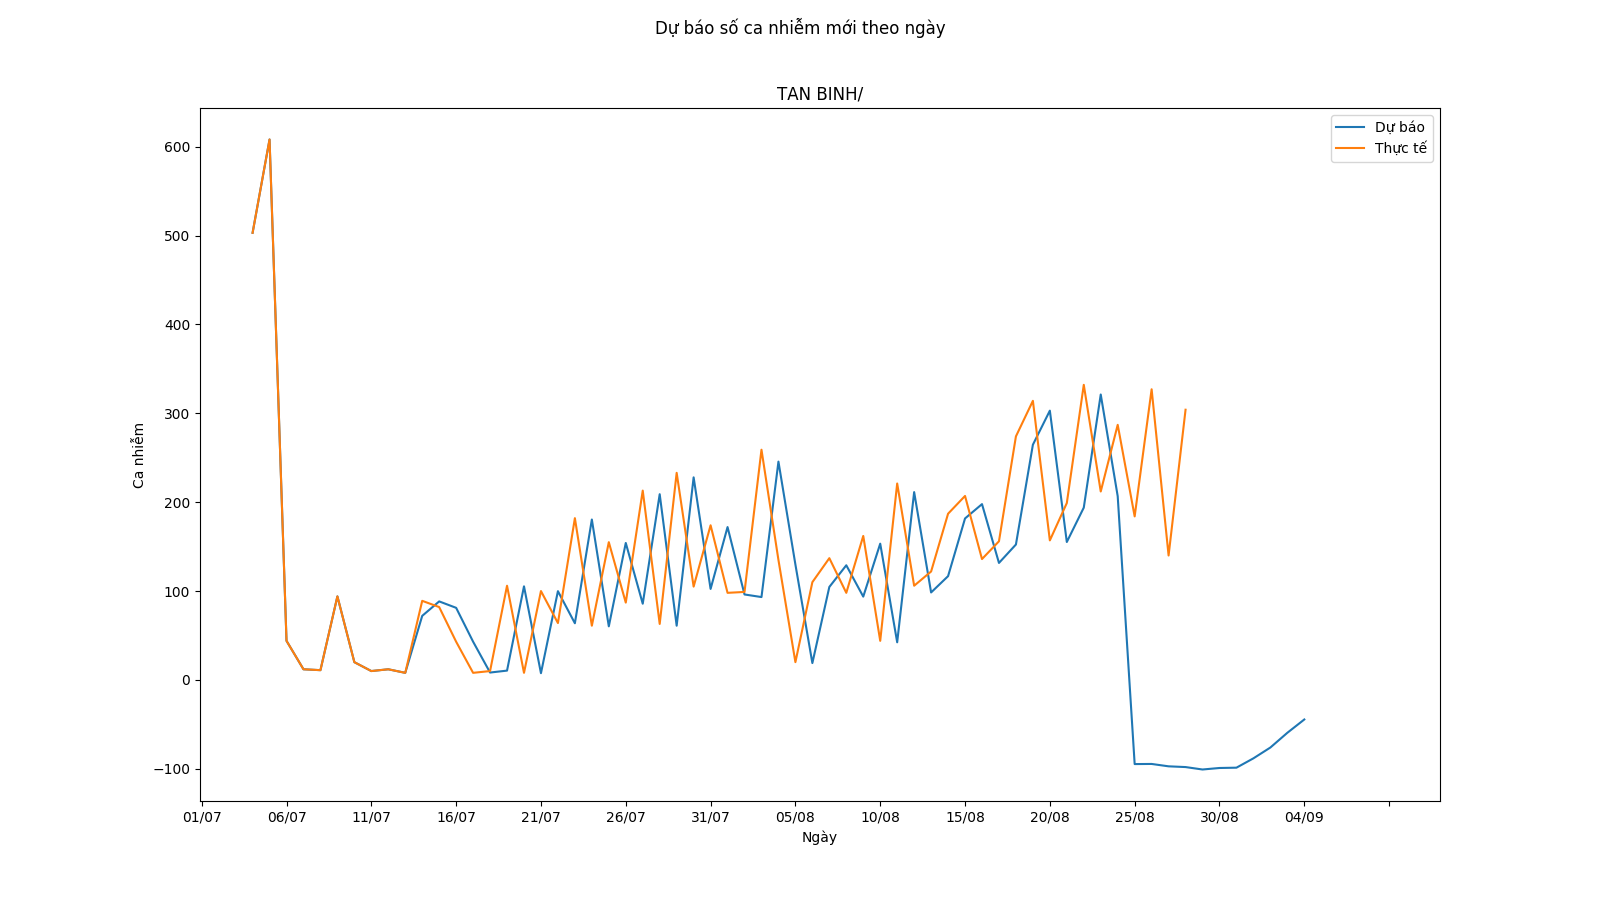 Dự báo số ca nhiễm mới theo ngày
TAN BINH/
Dự báo
Thực tế
600
500
400
300
200
100
0
−100
Ca nhiễm
01/07 06/07 11/07 16/07 21/07 26/07 31/07 05/08 10/08 15/08 20/08 25/08 30/08 04/09
Ngày